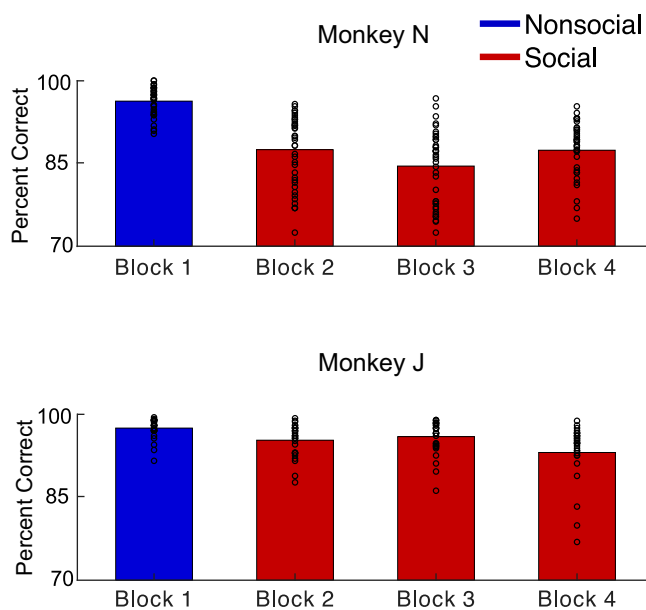 Monkey N
Nonsocial
Social
Percent Correct
100
85
70
Block 1 Block 2 Block 3 Block 4
Monkey J
Percent Correct
100
85
70
Block 1 Block 2 Block 3 Block 4